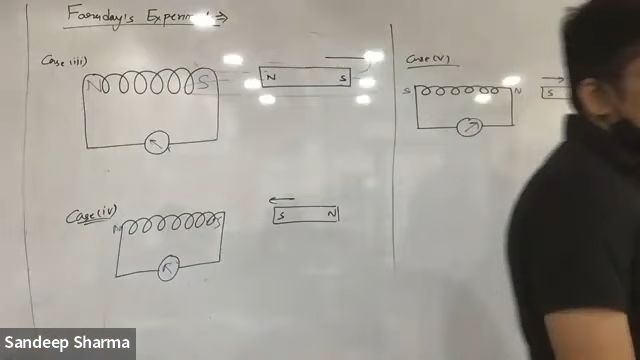 Faraday's Experiment ⇒
Case (iii)
N S
N S
Case (iv)
N S
S N
Case (V)
S N
S
Sandeep Sharma